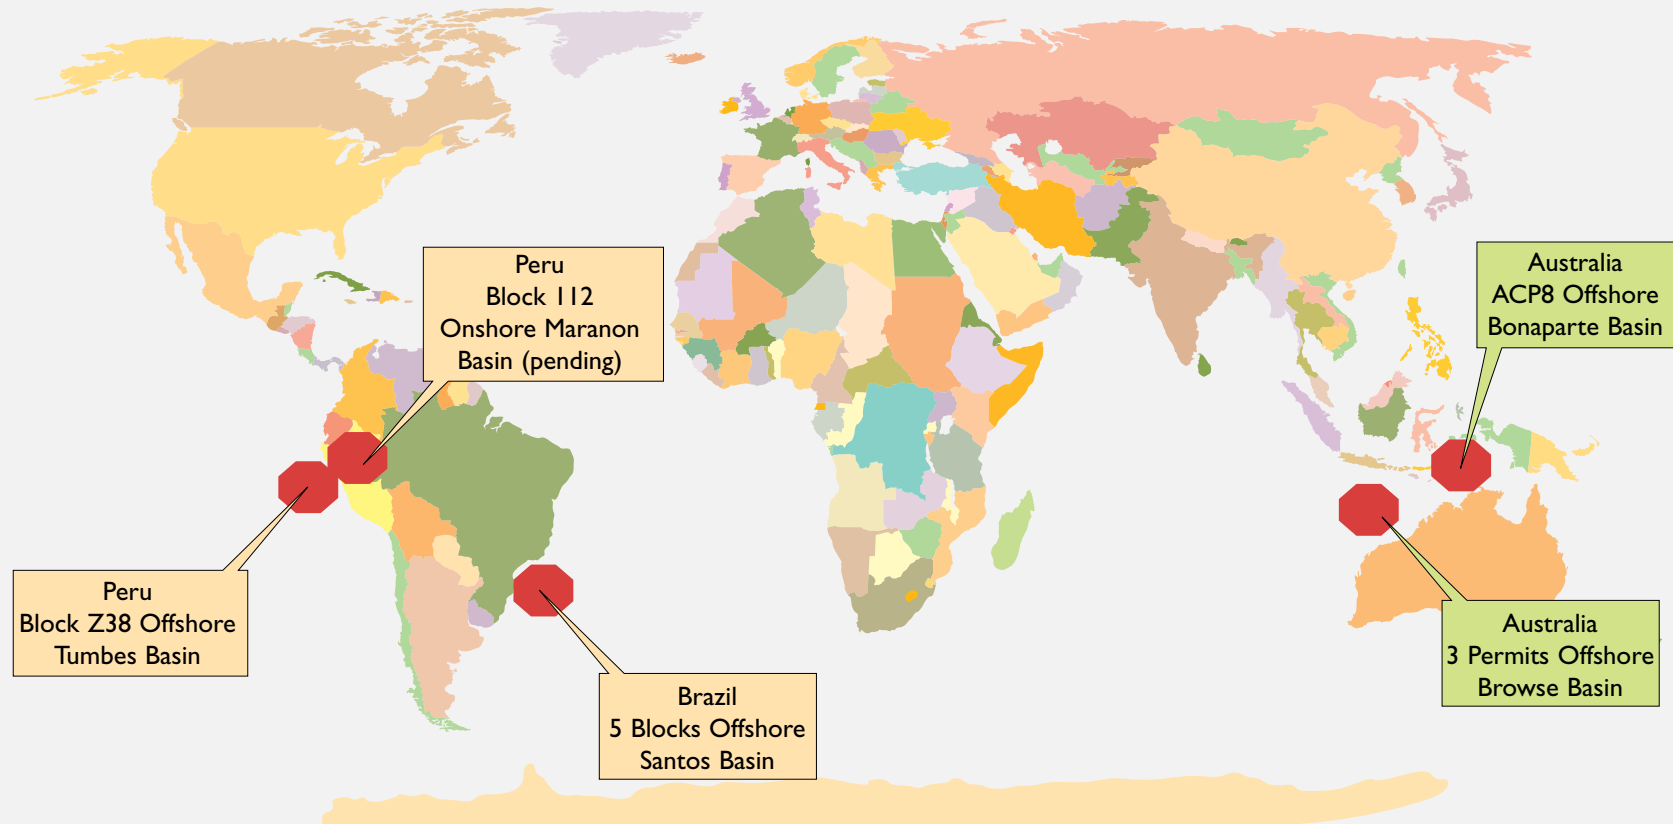 Peru
Block 112
Onshore Maranon
Basin (pending)
Australia
ACP8 Offshore
Bonaparte Basin
Peru
Block Z38 Offshore
Tumbes Basin
Brazil
5 Blocks Offshore
Santos Basin
Australia
3 Permits Offshore
Browse Basin